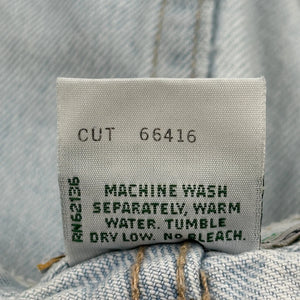 CUT 66416
RN62136
MACHINE WASH
SEPARATELY, WARM
WATER. TUMBLE
DRY LOW. NO BLEACH.